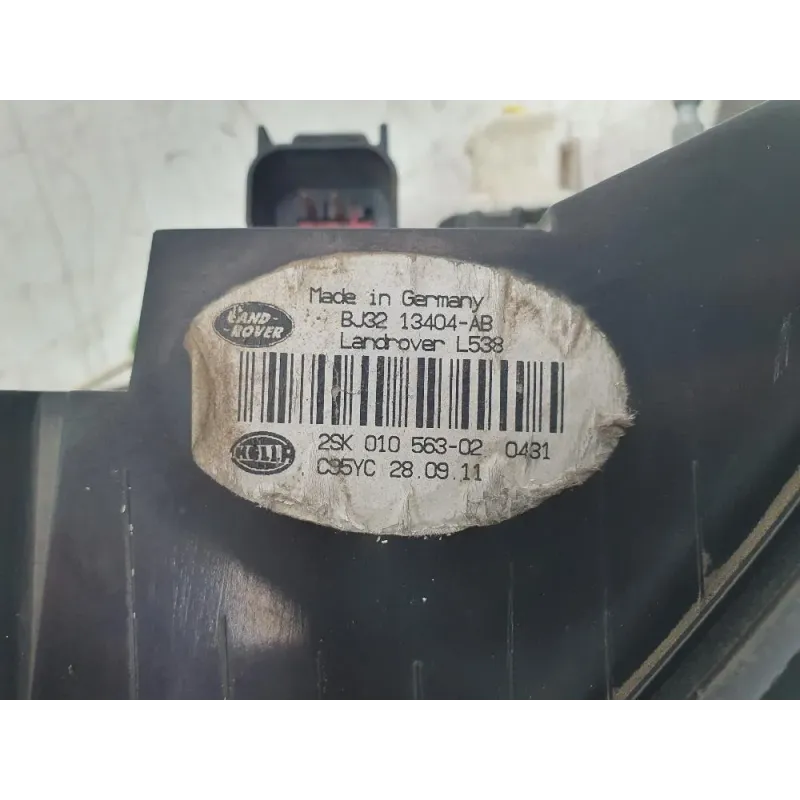 Made in Germany
LAND-
ROVER
BJ32 13404-AB
Landrover L538
HELLA
2SK 010 563-02 0431
C95YC 28.09.11